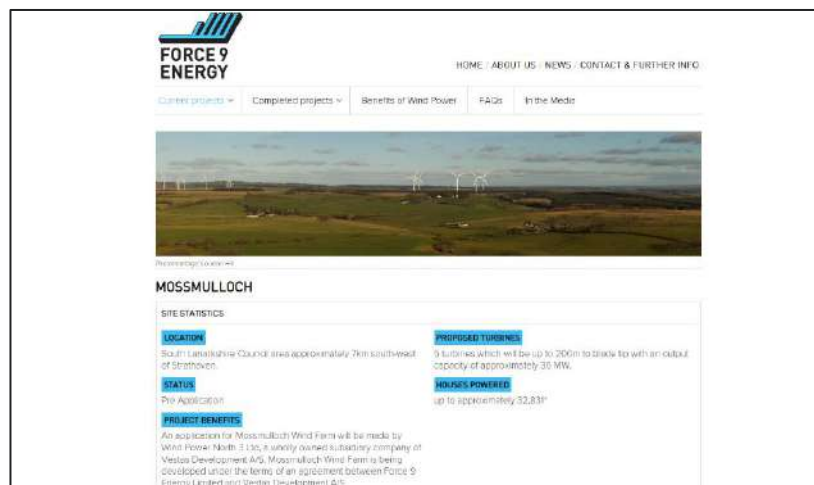 FORCE 9
ENERGY
HOME / ABOUT US / NEWS / CONTACT & FURTHER INFO
Current projects
Completed projects
Benefits of Wind Power
FAQs
In the Media
MOSSMULLOCH
SITE STATISTICS
LOCATION
South Lanarkshire Council area approximately 7km south-west
of Strathaven.
PROPOSED TURBINES
turbines which will be up to 200m to blade tip with an output
capacity of approximately 36 MW.
STATUS
Pre Application
HOUSES POWERED
up to approximately
PROJECT BENEFITS
An application for Mossmulloch Wind Farm will be made by
Wind Power North 3 Ltd, a wholly owned subsidiary company of
Vestas Development A/S. Mossmulloch Wind Farm is being
developed under the terms of an agreement between Force 9
Energy Limited and Vestas Development A/S.